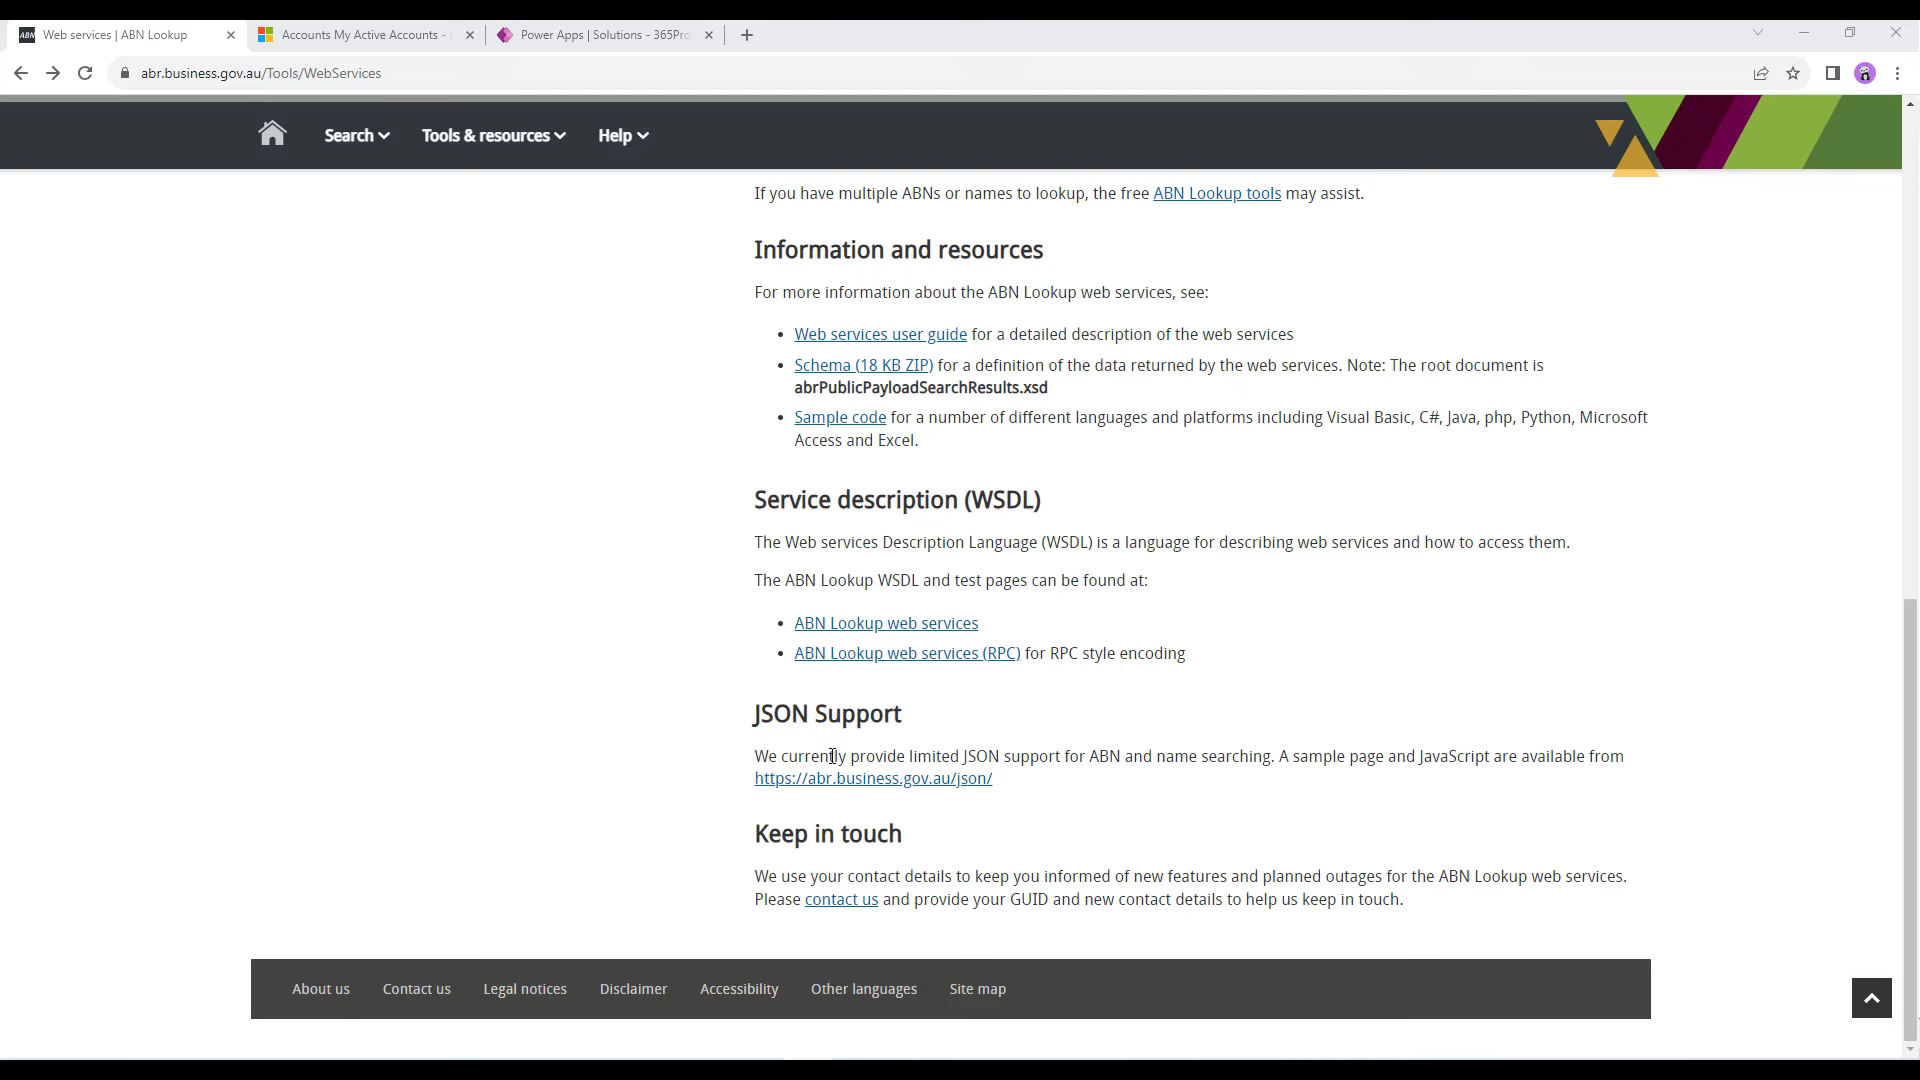 ABN Web services | ABN Lookup
Accounts My Active Accounts -
Power Apps | Solutions - 365Pro
abr.business.gov.au/Tools/WebServices
Search
Tools & resources
Help
If you have multiple ABNs or names to lookup, the free ABN Lookup tools may assist.
Information and resources
For more information about the ABN Lookup web services, see:
• Web services user guide for a detailed description of the web services
• Schema (18 KB ZIP) for a definition of the data returned by the web services. Note: The root document is
abrPublicPayloadSearchResults.xsd
• Sample code for a number of different languages and platforms including Visual Basic, C#, Java, php, Python, Microsoft
Access and Excel.
Service description (WSDL)
The Web services Description Language (WSDL) is a language for describing web services and how to access them.
The ABN Lookup WSDL and test pages can be found at:
• ABN Lookup web services
• ABN Lookup web services (RPC) for RPC style encoding
JSON Support
We currently provide limited JSON support for ABN and name searching. A sample page and JavaScript are available from
https://abr.business.gov.au/json/
Keep in touch
We use your contact details to keep you informed of new features and planned outages for the ABN Lookup web services.
Please contact us and provide your GUID and new contact details to help us keep in touch.
About us
Contact us
Legal notices
Disclaimer
Accessibility
Other languages
Site map